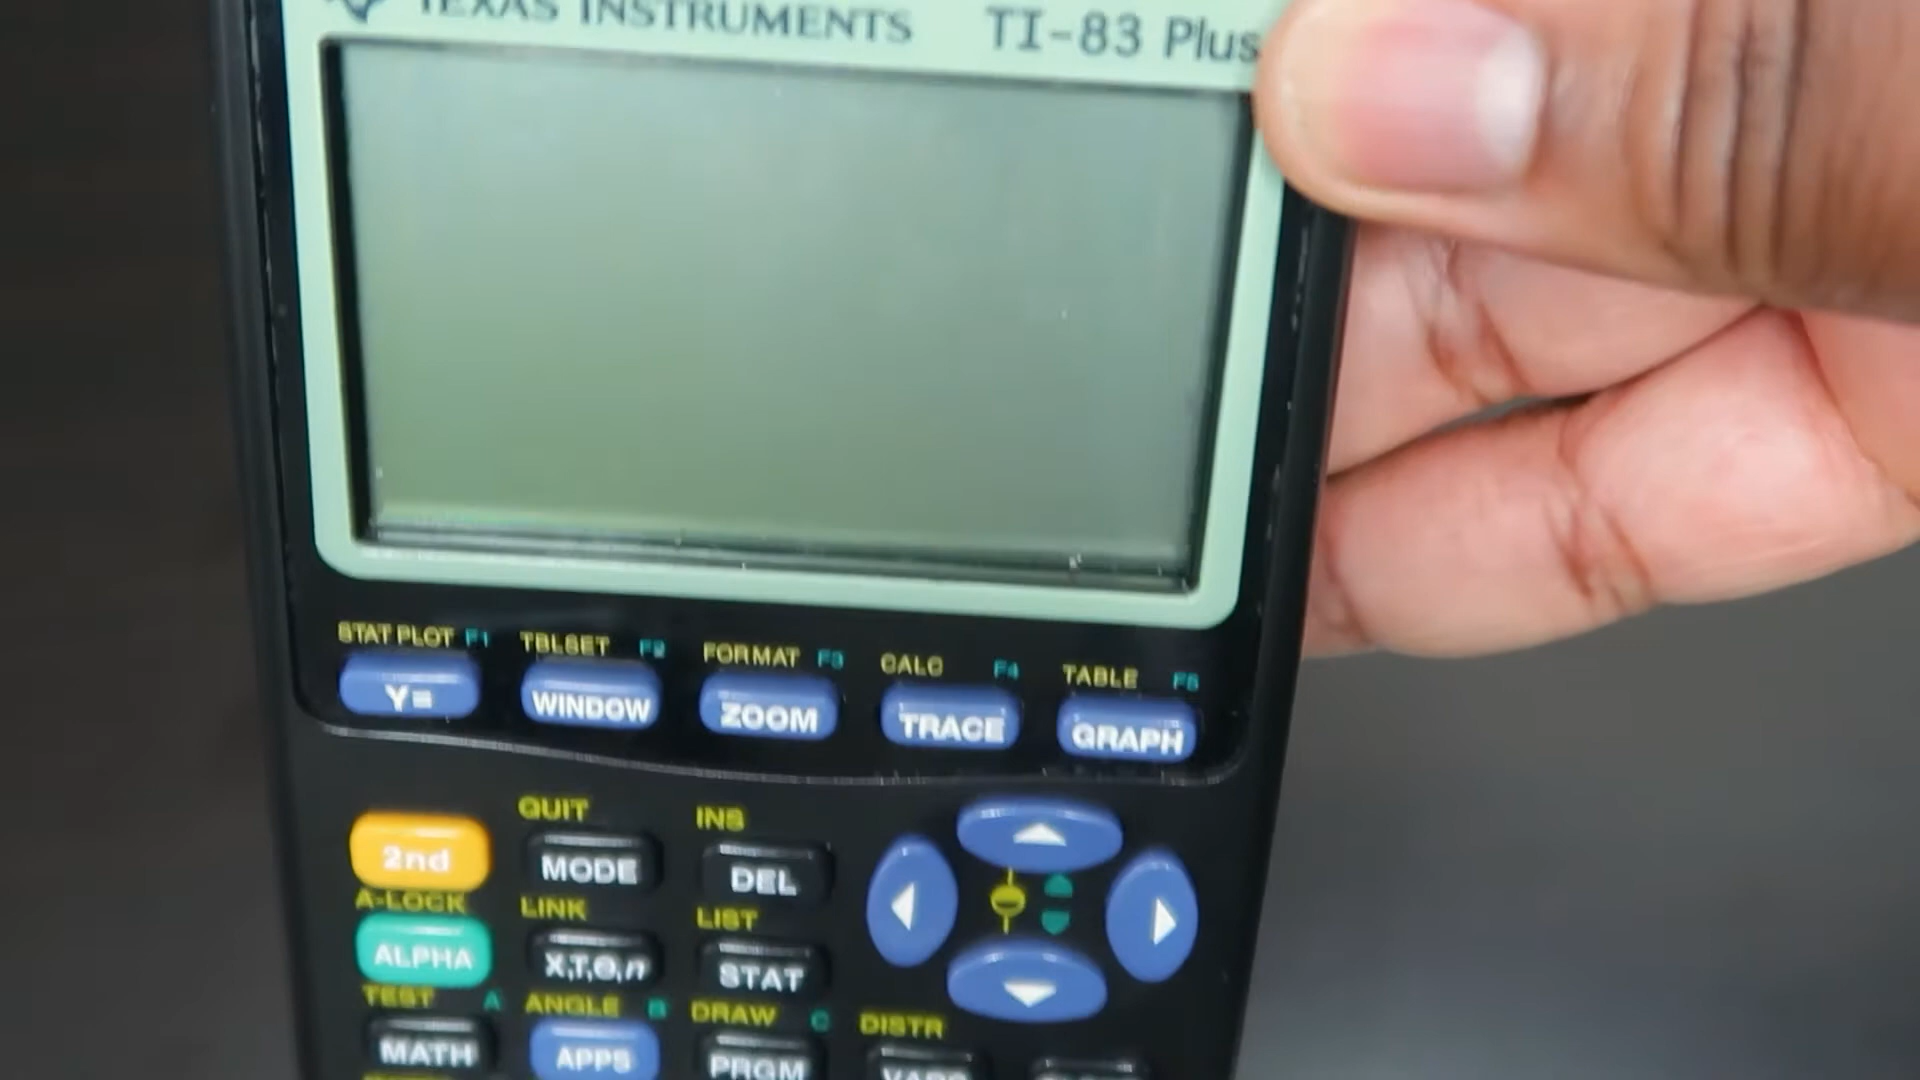 TEXAS INSTRUMENTS TI-83 Plus
STAT PLOT F1 TBLSET F2 FORMAT F3 CALC F4 TABLE F5
Y= WINDOW ZOOM TRACE GRAPH
QUIT INS
2nd MODE DEL
A-LOCK LINK LIST
ALPHA X,T,Θ,n STAT
TEST A ANGLE B DRAW C DISTR
MATH APPS PRGM VARS